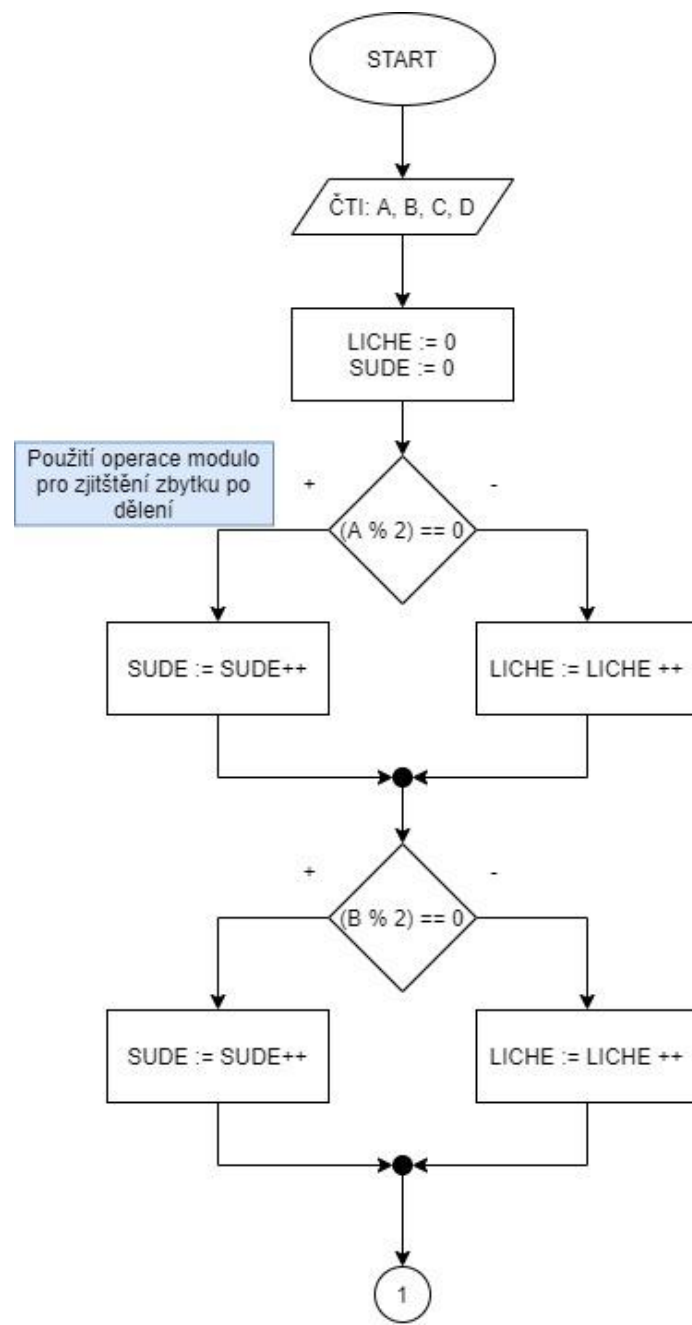 START
ČTI: A, B, C, D
LICHE := 0
SUDE := 0
Použití operace modulo
pro zjitštění zbytku po
dělení
+
-
(A % 2) == 0
SUDE := SUDE++
LICHE := LICHE ++
+
-
(B % 2) == 0
SUDE := SUDE++
LICHE := LICHE ++
1